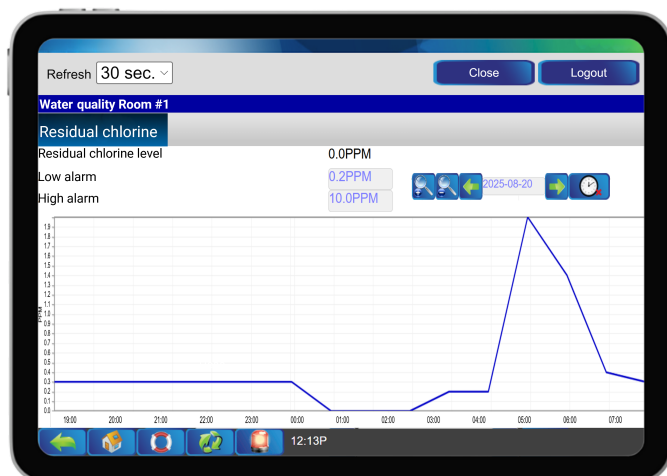 Refresh 30 sec.
Close
Logout
Water quality Room #1
Residual chlorine
Residual chlorine level 0.0PPM
Low alarm 0.2PPM
High alarm 10.0PPM
2025-08-20
1.9
1.8
1.7
1.6
1.5
1.4
1.3
1.2
1.1
1.0
PPM
0.9
0.8
0.7
0.6
0.5
0.4
0.3
0.2
0.1
0.0
19:00 20:00 21:00 22:00 23:00 00:00 01:00 02:00 03:00 04:00 05:00 06:00 07:00
12:13P